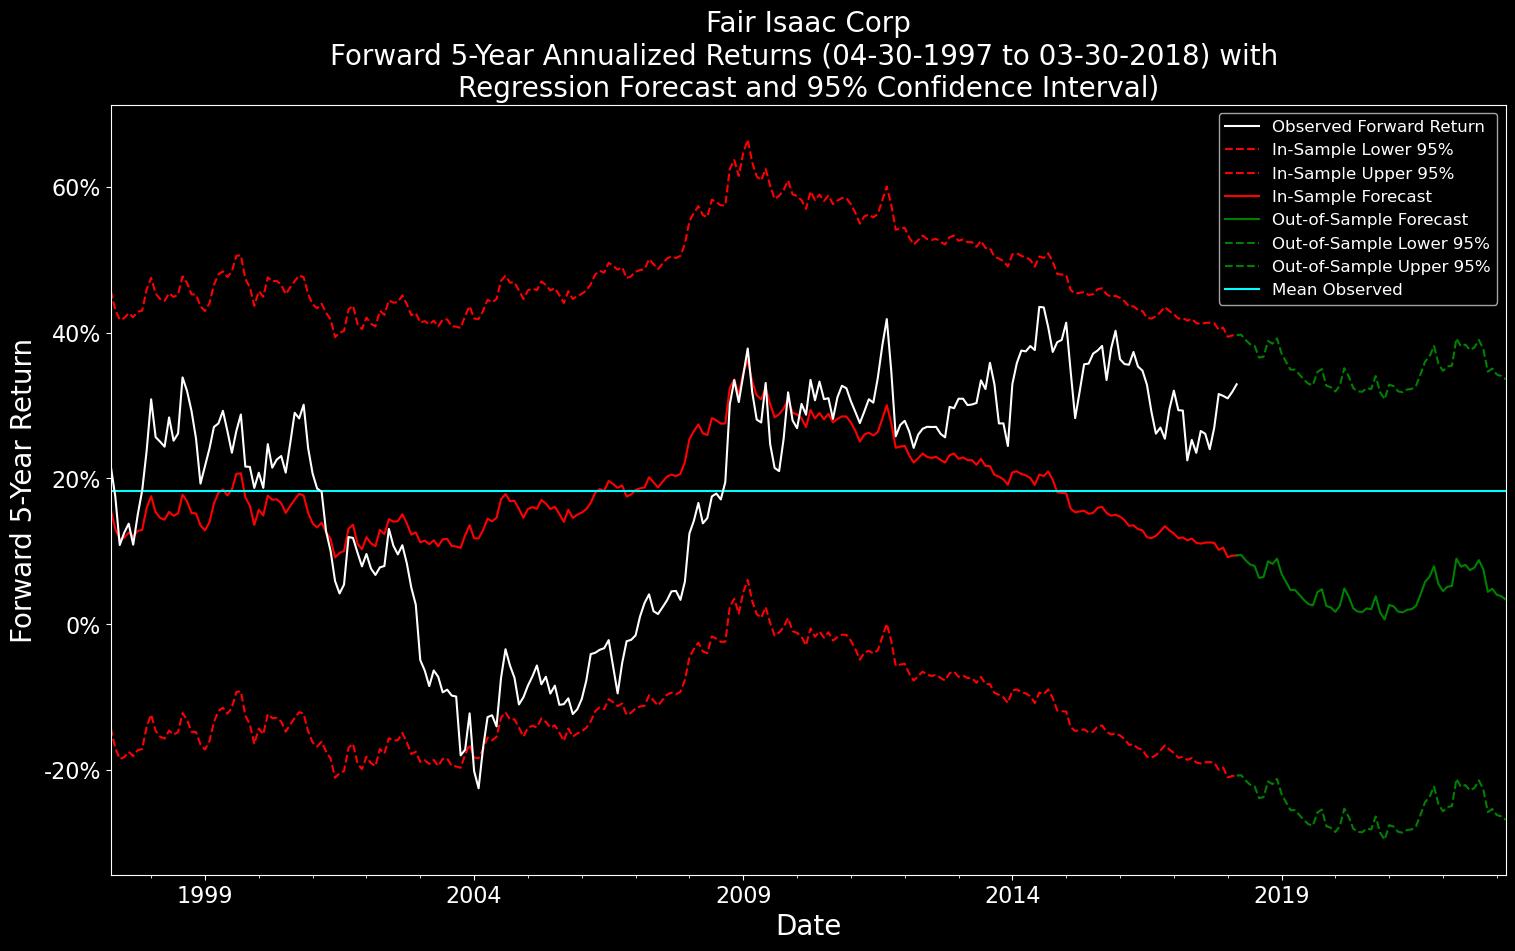 Fair Isaac Corp
Forward 5-Year Annualized Returns (04-30-1997 to 03-30-2018) with
Regression Forecast and 95% Confidence Interval)
Observed Forward Return
In-Sample Lower 95%
In-Sample Upper 95%
In-Sample Forecast
Out-of-Sample Forecast
Out-of-Sample Lower 95%
Out-of-Sample Upper 95%
Mean Observed
Forward 5-Year Return
60%
40%
20%
0%
-20%
1999
2004
2009
2014
2019
Date